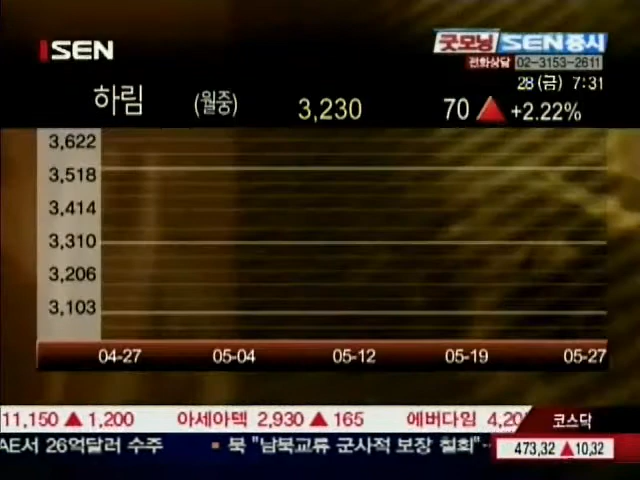 SEN
굿모닝 SEN증시
전화상담 02-3153-2611
28(금) 7:31
하림 (월중) 3,230 70 ▲ +2.22%
3,622
3,518
3,414
3,310
3,206
3,103
04-27 05-04 05-12 05-19 05-27
11,150 ▲ 1,200 아세아텍 2,930 ▲ 165 에버다임 코스닥
AE서 26억달러 수주 ▪ 북 "남북교류 군사적 보장 철회"… 473,32 ▲10,32